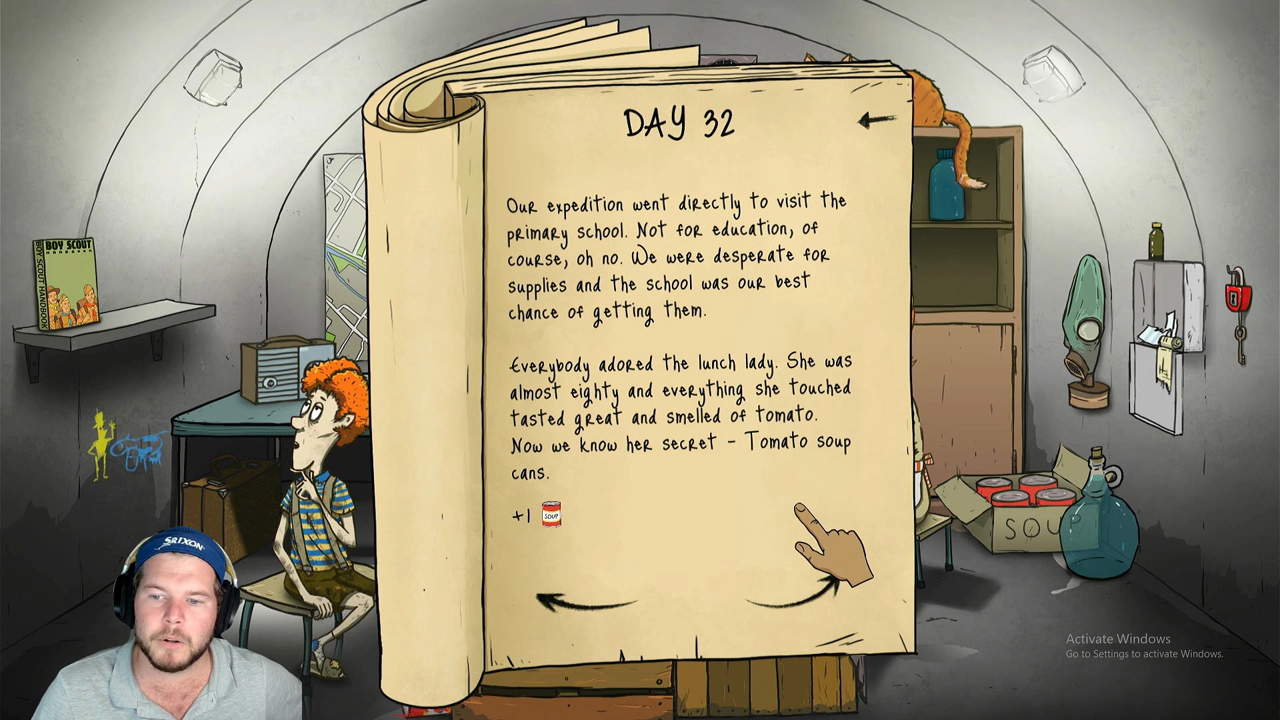 DAY 32
Our expedition went directly to visit the
primary school. Not for education, of
course, oh no. We were desperate for
supplies and the school was our best
chance of getting them.
Everybody adored the lunch lady. She was
almost eighty and everything she touched
tasted great and smelled of tomato.
Now we know her secret - Tomato soup
cans.
+1 SOUP
BOY SCOUT
HANDBOOK
BOY SCOUT HANDBOOK
SOUP
SRIXON
Activate Windows
Go to Settings to activate Windows.